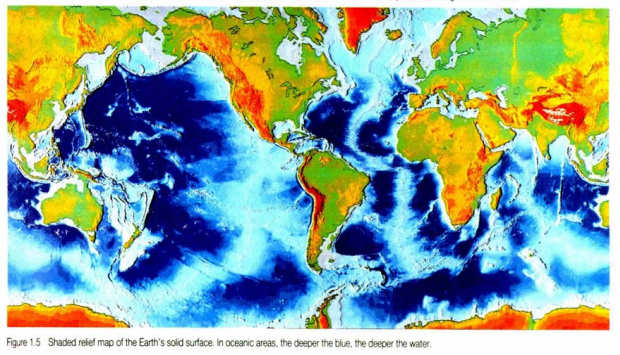 Figure 1.5 Shaded relief map of the Earth's solid surface. In oceanic areas, the deeper the blue, the deeper the water.